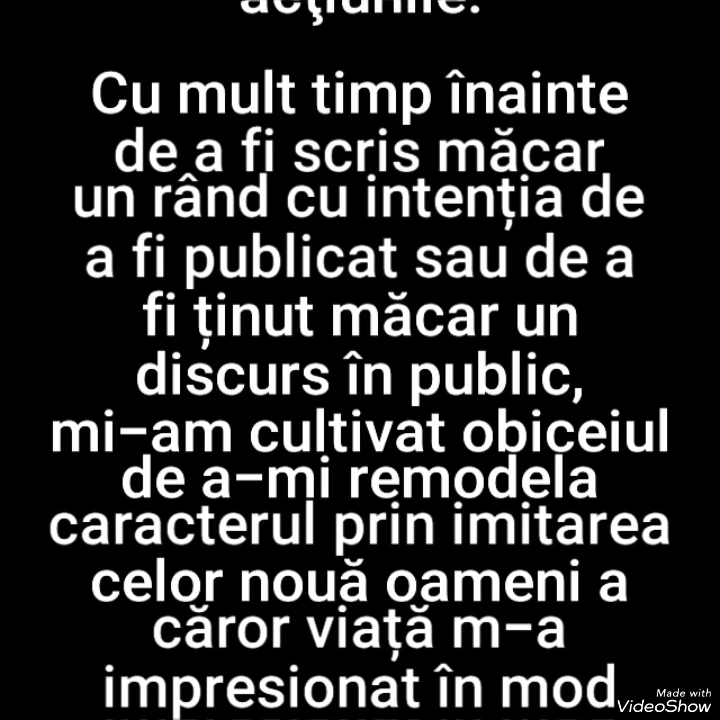 acţiunile.
Cu mult timp înainte
de a fi scris măcar
un rând cu intenția de
a fi publicat sau de a
fi ținut măcar un
discurs în public,
mi-am cultivat obiceiul
de a-mi remodela
caracterul prin imitarea
celor nouă oameni a
căror viață m-a
impresionat în mod
Made with
VideoShow